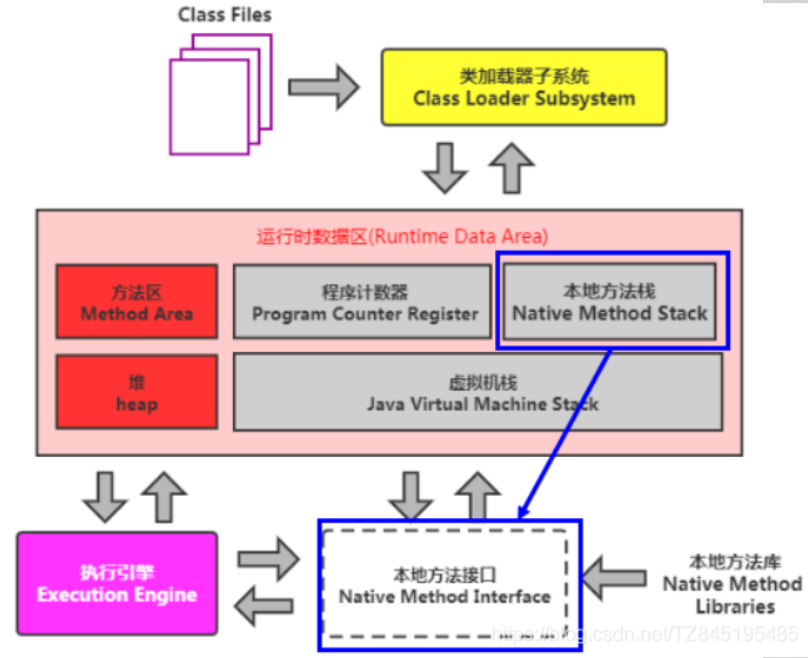 Class Files
类加载器子系统
Class Loader Subsystem
运行时数据区(Runtime Data Area)
方法区
Method Area
程序计数器
Program Counter Register
本地方法栈
Native Method Stack
堆
heap
虚拟机栈
Java Virtual Machine Stack
执行引擎
Execution Engine
本地方法接口
Native Method Interface
本地方法库
Native Method
Libraries
https://blog.csdn.net/TZ845195485